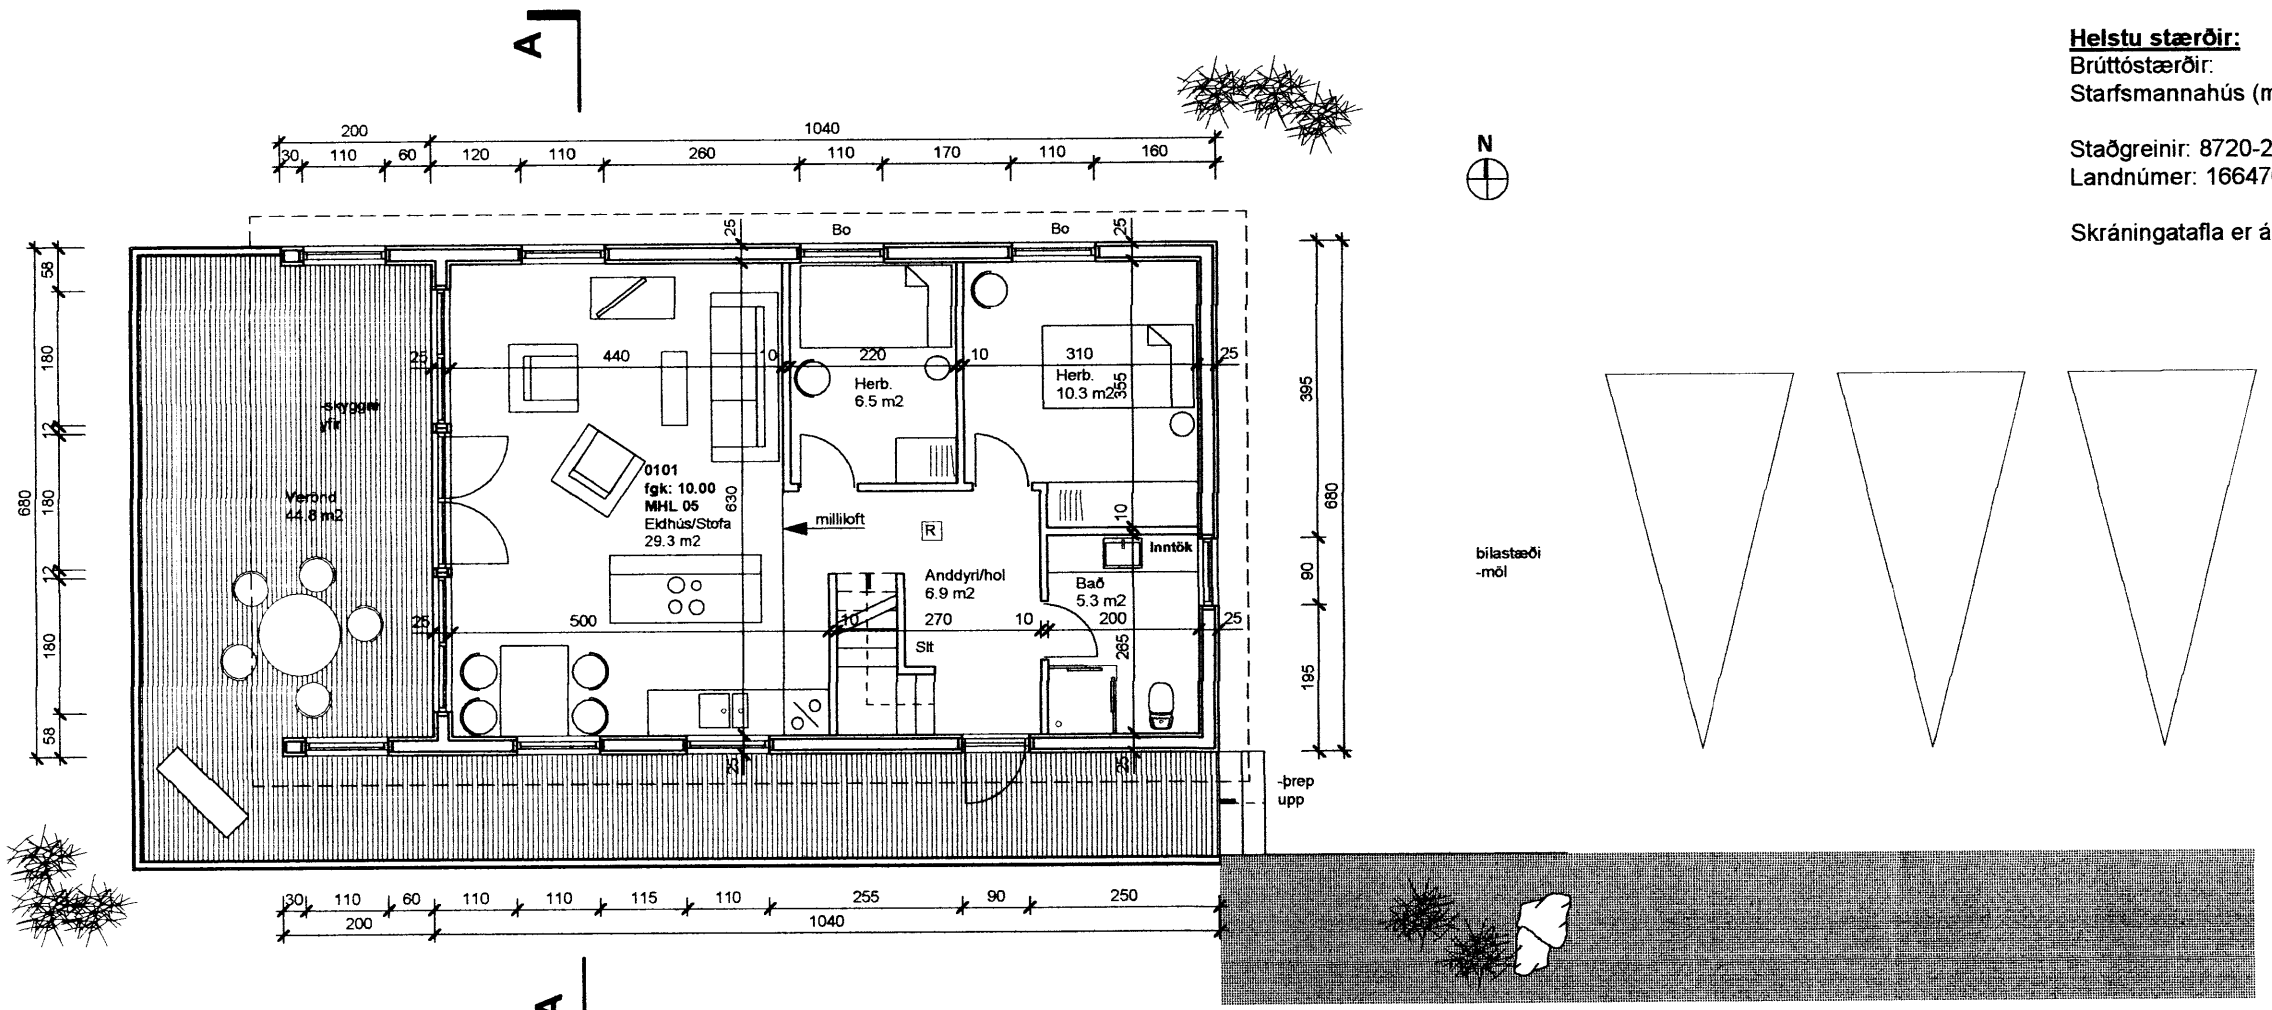 A
Helstu stærðir:
Brúttóstærðir:
Starfsmannahús (m
Staðgreinir: 8720-2
Landnúmer: 16647
Skráningatafla er á
N
200
1040
30 110 60 120 110 260 110 170 110 160
25
Bo
Bo
25
58
180
12
180
12
180
58
680
25
440
10
220
10
310
25
Herb.
6.5 m2
Herb.
10.3 m2
355
395
680
90
195
-skyggni
yfir
Verönd
44.8 m2
0101
fgk: 10.00
MHL 05
Eldhús/Stofa
29.3 m2
630
milliloft
R
10
Inntök
Anddyri/hol
6.9 m2
Bað
5.3 m2
bílastæði
-möl
25
500
10
270
10
200
25
Slt
265
25
25
-þrep
upp
30 110 60 110 110 115 110 255 90 250
200
1040
A